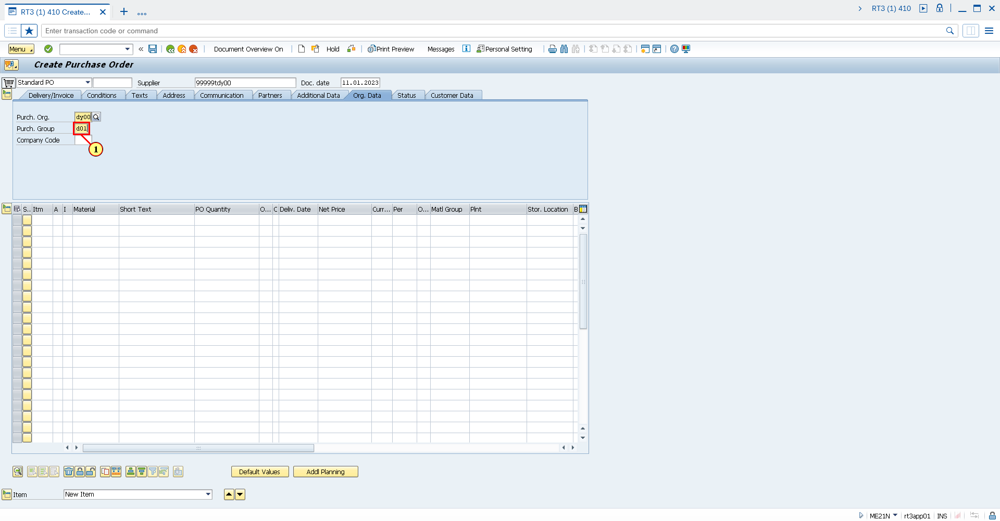 RT3 (1) 410 Create...
RT3 (1) 410
Enter transaction code or command
Menu
Document Overview On
Hold
Print Preview
Messages
Personal Setting
Create Purchase Order
Standard PO
Supplier
99999tdy00
Doc. date
11.01.2023
Delivery/Invoice
Conditions
Texts
Address
Communication
Partners
Additional Data
Org. Data
Status
Customer Data
Purch. Org.
dy00
Purch. Group
d01
Company Code
1
S..
Itm
A
I
Material
Short Text
PO Quantity
O...
C
Deliv. Date
Net Price
Curr...
Per
O...
Matl Group
Plnt
Stor. Location
B
Default Values
Addl Planning
Item
New Item
ME21N
rt3app01
INS